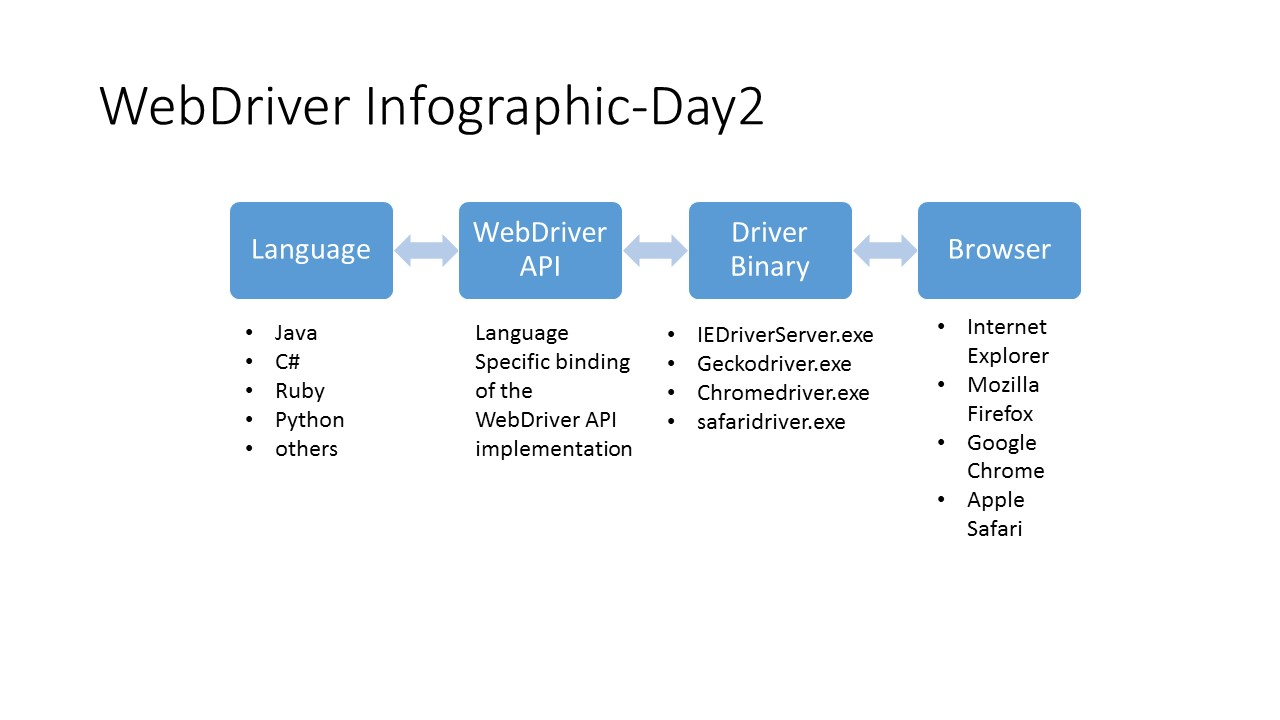 WebDriver Infographic-Day2
Language
WebDriver
API
Driver
Binary
Browser
• Java
• C#
• Ruby
• Python
• others
Language
Specific binding
of the
WebDriver API
implementation
• IEDriverServer.exe
• Geckodriver.exe
• Chromedriver.exe
• safaridriver.exe
• Internet
Explorer
• Mozilla
Firefox
• Google
Chrome
• Apple
Safari